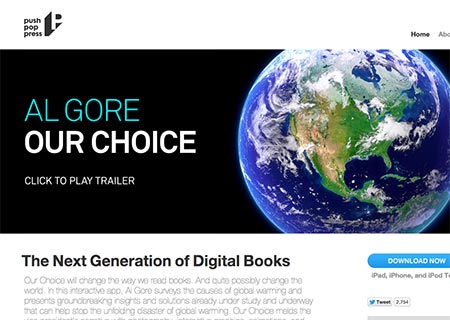 push
pop
press
Home
Abo
AL GORE
OUR CHOICE
CLICK TO PLAY TRAILER
The Next Generation of Digital Books
Our Choice will change the way we read books. And quite possibly change the
world. In this interactive app, Al Gore surveys the causes of global warming and
presents groundbreaking insights and solutions already under study and underway
that can help stop the unfolding disaster of global warming. Our Choice melds the
DOWNLOAD NOW
iPad, iPhone, and iPod To
Tweet 2,754